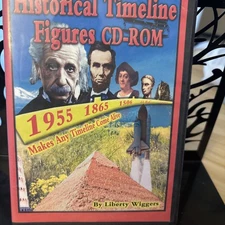 Historical Timeline
Figures CD-ROM
1955 1865
Makes Any Timeline Come Alive
By Liberty Wiggers